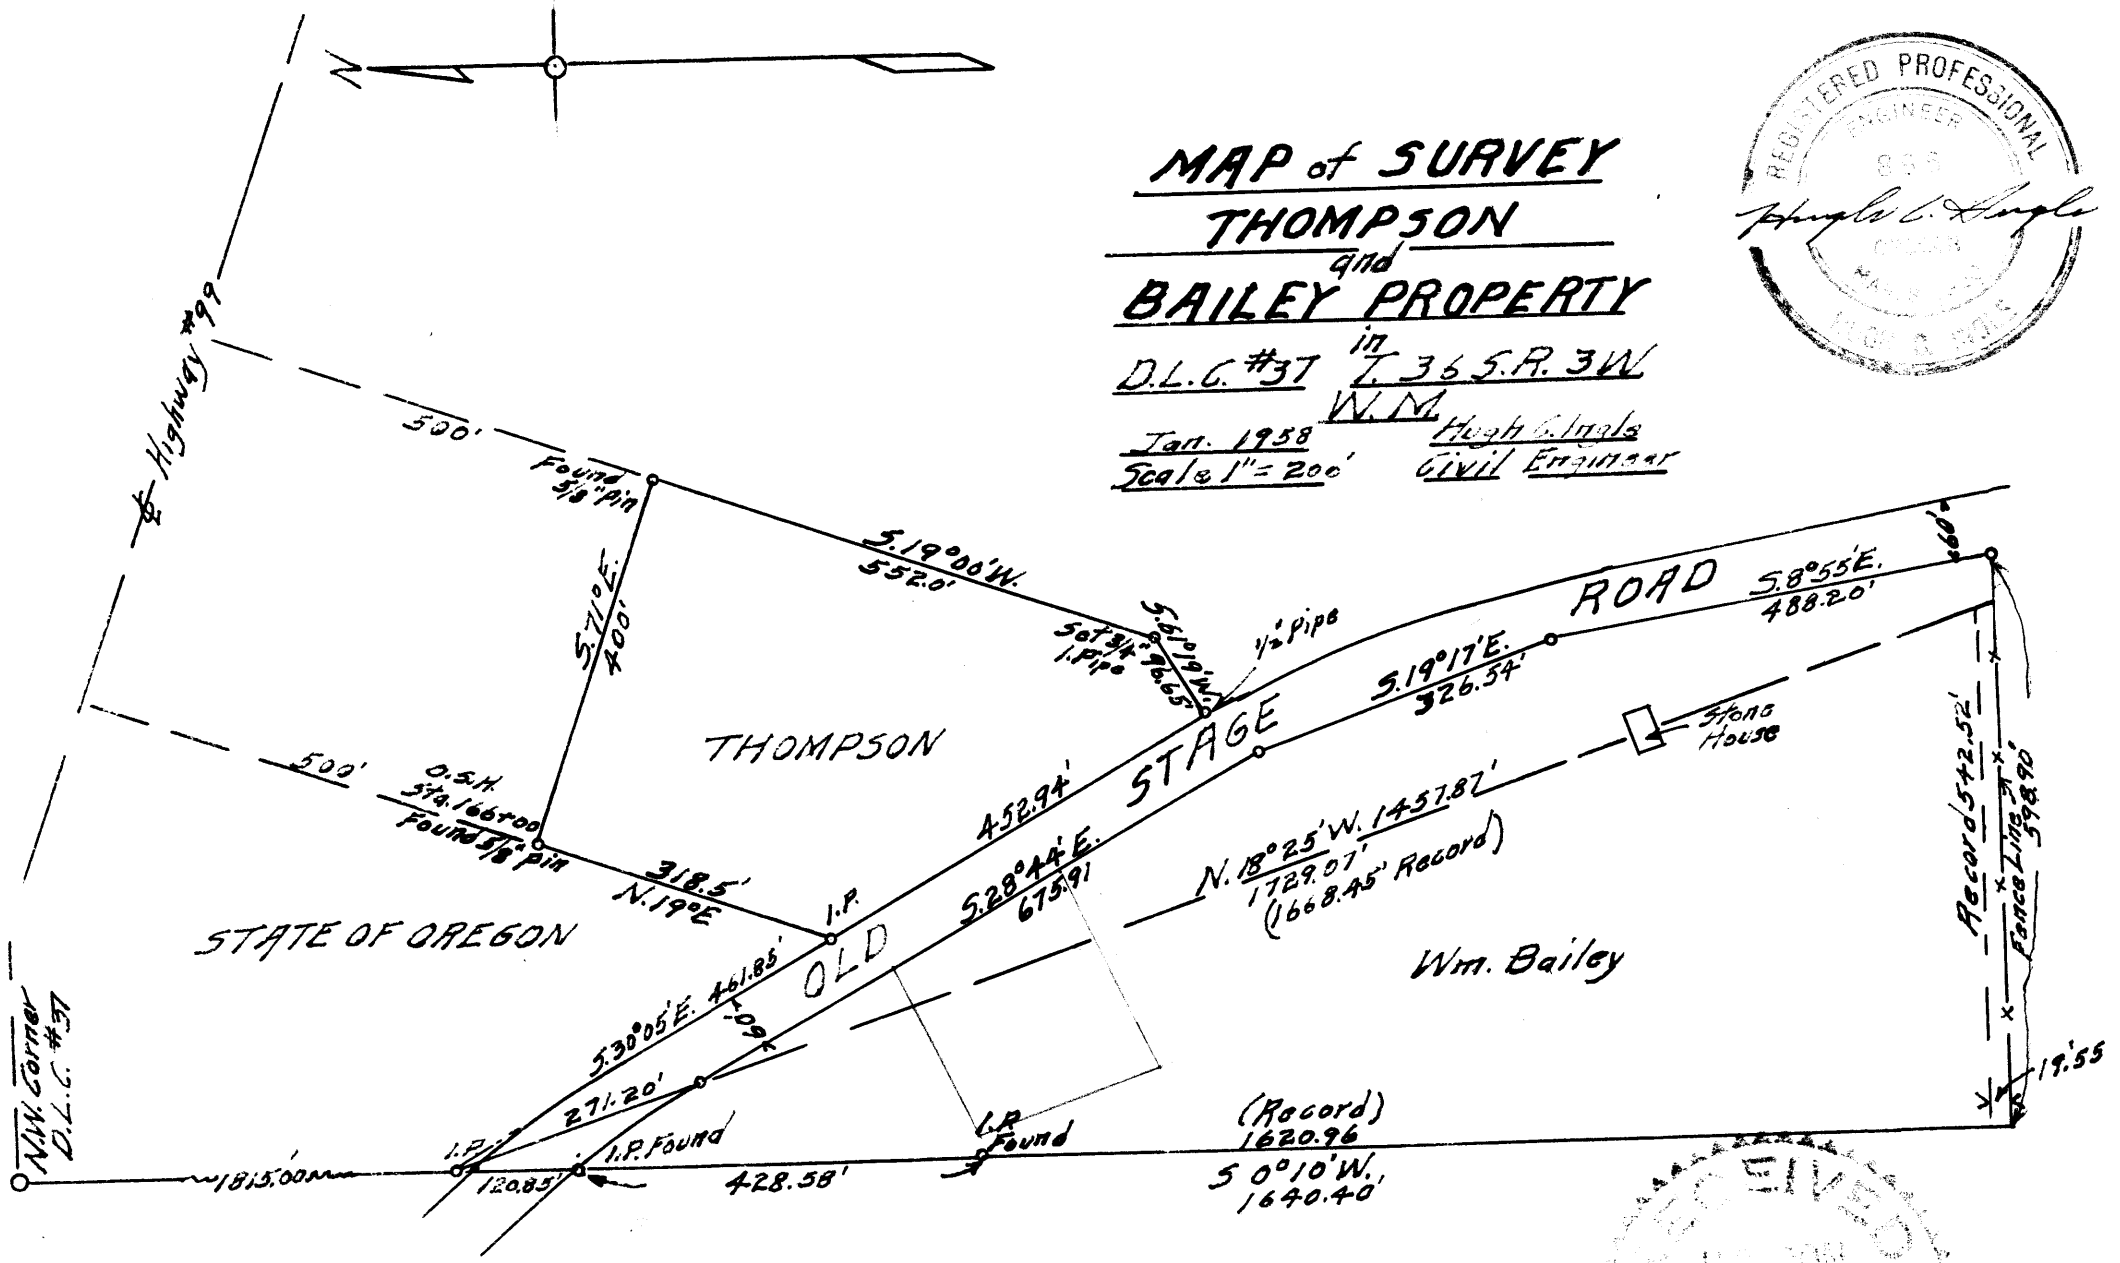 N
MAP of SURVEY
THOMPSON
and
BAILEY PROPERTY
in
D.L.C. #37 T. 36 S. R. 3 W.
W. M.
Jan. 1958
Scale 1" = 200'
Hugh C. Ingle
Civil Engineer
REGISTERED PROFESSIONAL
ENGINEER
℄ Highway #99
500'
Found
5/8" Pin
S. 71° E.
400'
S. 19° 00' W.
552.0'
Set 3/4"
I. Pipe
S. 61° 19' W.
96.65'
1/2" Pipe
THOMPSON
500'
O.S.H.
Sta. 166+00
Found 5/8" Pin
318.5'
N. 19° E
STATE OF OREGON
I.P.
452.94'
S. 30° 05' E. 461.85'
60'
OLD
STAGE
ROAD
S. 28° 44' E.
675.91
S. 19° 17' E.
326.54'
S. 8° 55' E.
488.20'
60'
Stone
House
N. 18° 25' W. 1457.87'
1729.07'
(1668.45' Record)
Wm. Bailey
Record 542.52'
Fence Line
598.90'
19.55
271.20'
I.P.
I.P. Found
I.P.
Found
N.W. Corner
D.L.C. #37
1815.00
120.85'
428.58'
(Record)
1620.96
S 0° 10' W.
1640.40'
RECEIVED